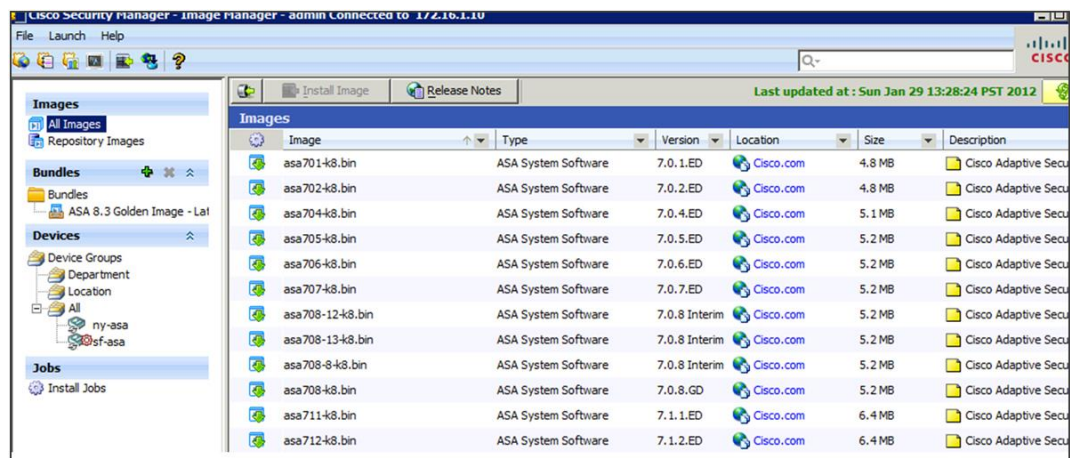 Cisco Security Manager - Image Manager - admin Connected to 172.16.1.10
File Launch Help
CISCO
Install Image Release Notes Last updated at : Sun Jan 29 13:28:24 PST 2012
Images
All Images
Repository Images
Bundles
Bundles
ASA 8.3 Golden Image - Lat
Devices
Device Groups
Department
Location
All
ny-asa
sf-asa
Jobs
Install Jobs
Images
Image Type Version Location Size Description
asa701-k8.bin ASA System Software 7.0.1.ED Cisco.com 4.8 MB Cisco Adaptive Secu
asa702-k8.bin ASA System Software 7.0.2.ED Cisco.com 4.8 MB Cisco Adaptive Secu
asa704-k8.bin ASA System Software 7.0.4.ED Cisco.com 5.1 MB Cisco Adaptive Secu
asa705-k8.bin ASA System Software 7.0.5.ED Cisco.com 5.2 MB Cisco Adaptive Secu
asa706-k8.bin ASA System Software 7.0.6.ED Cisco.com 5.2 MB Cisco Adaptive Secu
asa707-k8.bin ASA System Software 7.0.7.ED Cisco.com 5.2 MB Cisco Adaptive Secu
asa708-12-k8.bin ASA System Software 7.0.8 Interim Cisco.com 5.2 MB Cisco Adaptive Secu
asa708-13-k8.bin ASA System Software 7.0.8 Interim Cisco.com 5.2 MB Cisco Adaptive Secu
asa708-8-k8.bin ASA System Software 7.0.8 Interim Cisco.com 5.2 MB Cisco Adaptive Secu
asa708-k8.bin ASA System Software 7.0.8.GD Cisco.com 5.2 MB Cisco Adaptive Secu
asa711-k8.bin ASA System Software 7.1.1.ED Cisco.com 6.4 MB Cisco Adaptive Secu
asa712-k8.bin ASA System Software 7.1.2.ED Cisco.com 6.4 MB Cisco Adaptive Secu